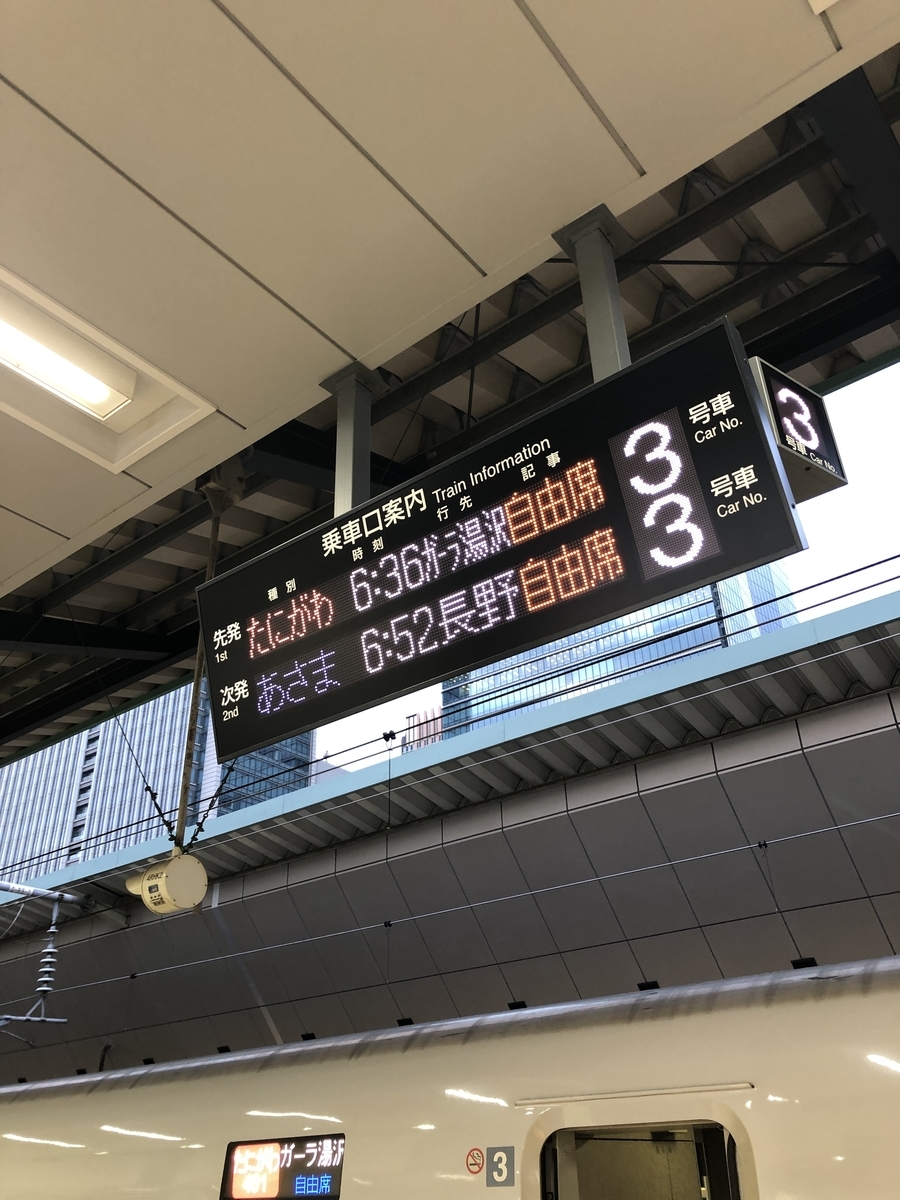 乗車口案内 Train Information
種別 時刻 行先 記事
先発 1st たにがわ 6:36 ガーラ湯沢 自由席 3 号車 Car No.
次発 2nd あさま 6:52 長野 自由席 3 号車 Car No.
3
号車 Car No.
たにがわ ガーラ湯沢
401 自由席
3